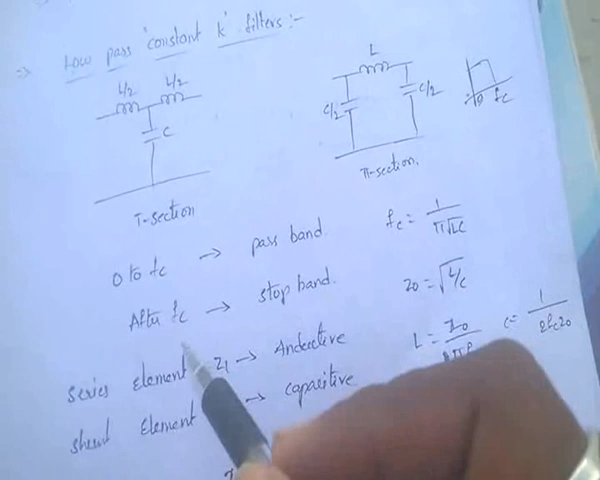 ⇒ Low pass 'constant k' filters :-
L/2 L/2
C
T-section
L
C/2 C/2
π-section.
0 fc
0 to fc → pass band
fc = 1/π√LC
After fc → stop band.
Z0 = √L/C
series element Z1 → Inductive
L = Z0/
C = 1/
shunt Element → capacitive